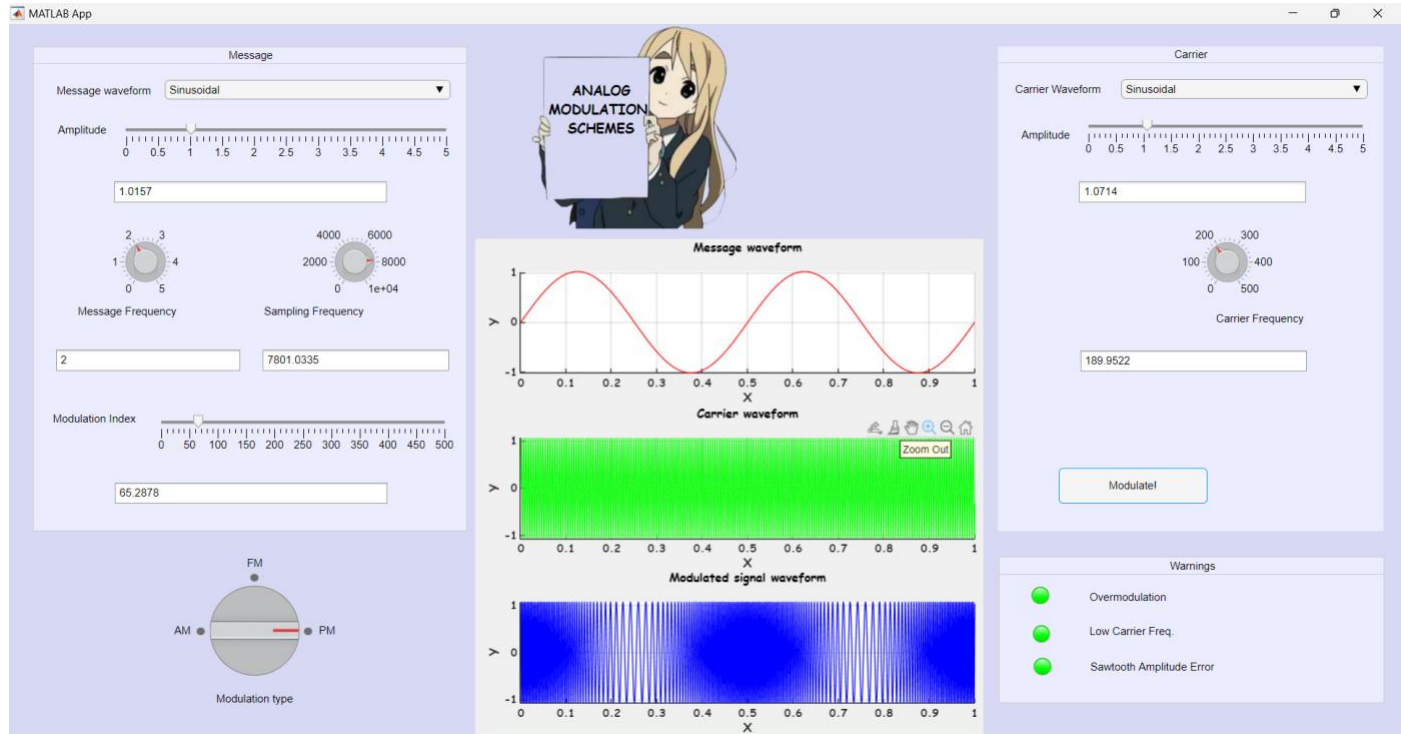 MATLAB App
Message
Message waveform Sinusoidal
Amplitude
0 0.5 1 1.5 2 2.5 3 3.5 4 4.5 5
1.0157
2 3
1 4
0 5
Message Frequency
4000 6000
2000 8000
0 1e+04
Sampling Frequency
2 7801.0335
Modulation Index
0 50 100 150 200 250 300 350 400 450 500
65.2878
FM
AM PM
Modulation type
ANALOG
MODULATION
SCHEMES
Message waveform
1
y 0
-1
0 0.1 0.2 0.3 0.4 0.5 0.6 0.7 0.8 0.9 1
X
Carrier waveform
Zoom Out
1
y 0
-1
0 0.1 0.2 0.3 0.4 0.5 0.6 0.7 0.8 0.9 1
X
Modulated signal waveform
1
y 0
-1
0 0.1 0.2 0.3 0.4 0.5 0.6 0.7 0.8 0.9 1
X
Carrier
Carrier Waveform Sinusoidal
Amplitude
0 0.5 1 1.5 2 2.5 3 3.5 4 4.5 5
1.0714
200 300
100 400
0 500
Carrier Frequency
189.9522
Modulate!
Warnings
Overmodulation
Low Carrier Freq.
Sawtooth Amplitude Error